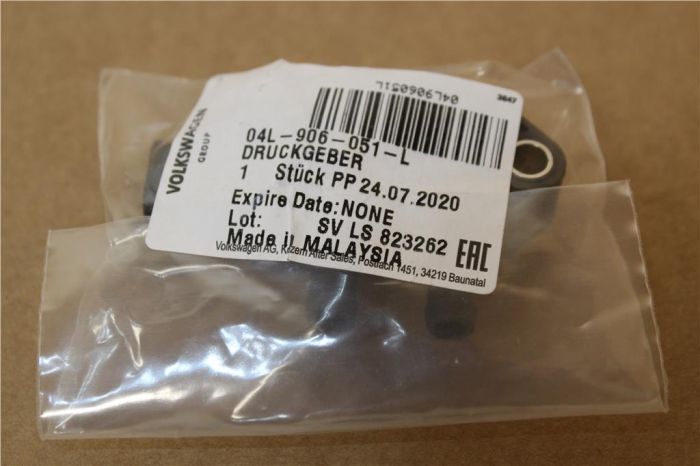 04L906051L
3647
VOLKSWAGEN
GROUP
04L-906-051-L
DRUCKGEBER
1 Stück PP 24.07.2020
Expire Date: NONE
Lot: SV LS 823262
Made in MALAYSIA
EAC
Volkswagen AG, K/Zern After Sales, Postfach 1451, 34219 Baunatal